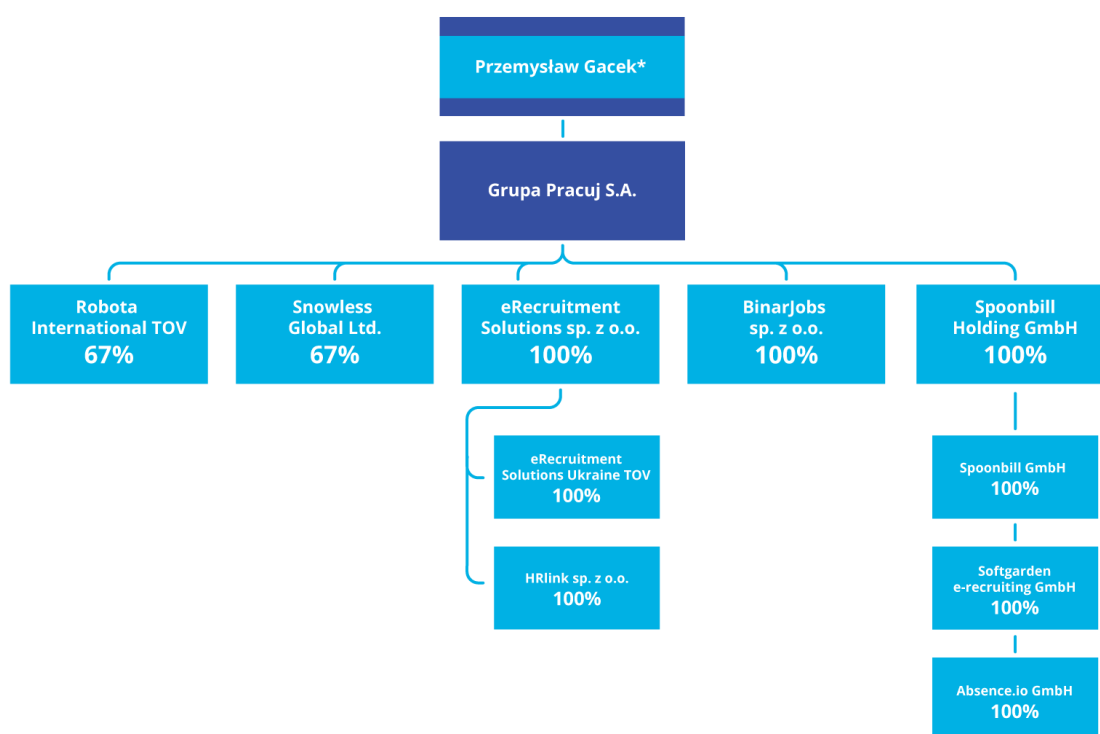 Przemysław Gacek*
Grupa Pracuj S.A.
Robota
International TOV
67%
Snowless
Global Ltd.
67%
eRecruitment
Solutions sp. z o.o.
100%
BinarJobs
sp. z o.o.
100%
Spoonbill
Holding GmbH
100%
eRecruitment
Solutions Ukraine TOV
100%
HRlink sp. z o.o.
100%
Spoonbill GmbH
100%
Softgarden
e-recruiting GmbH
100%
Absence.io GmbH
100%